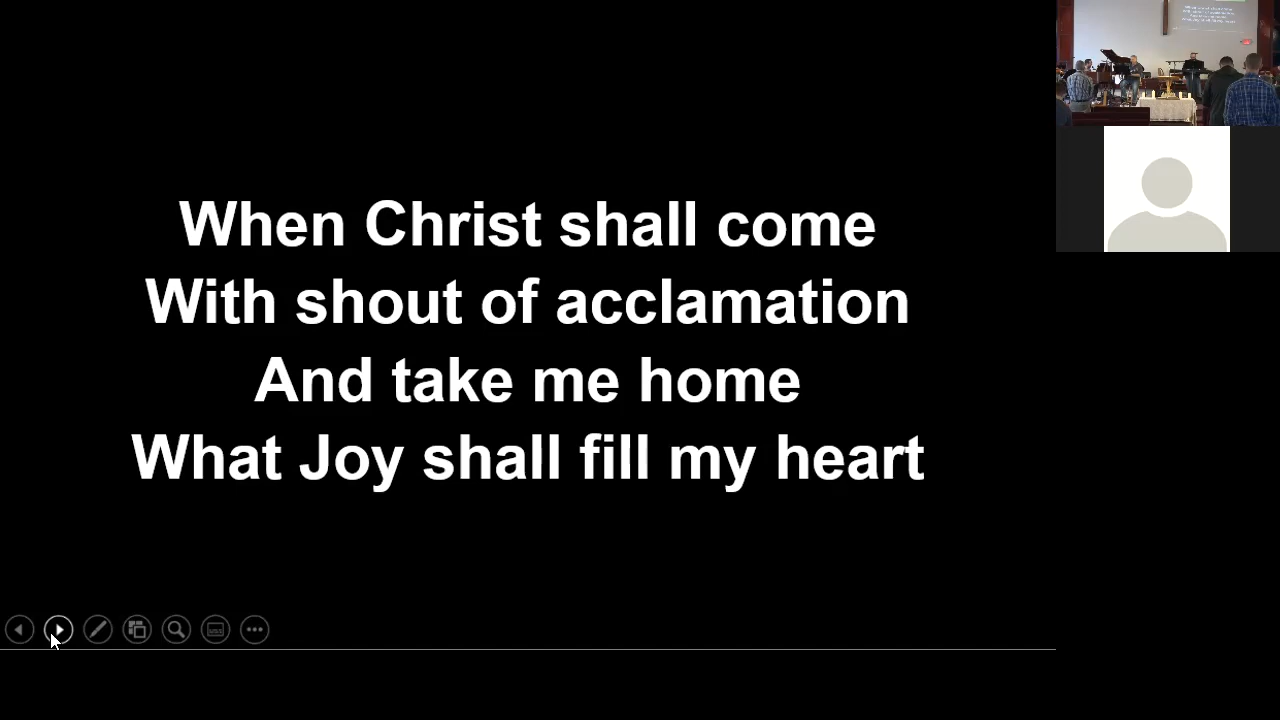 When Christ shall come
With shout of acclamation
And take me home
What Joy shall fill my heart